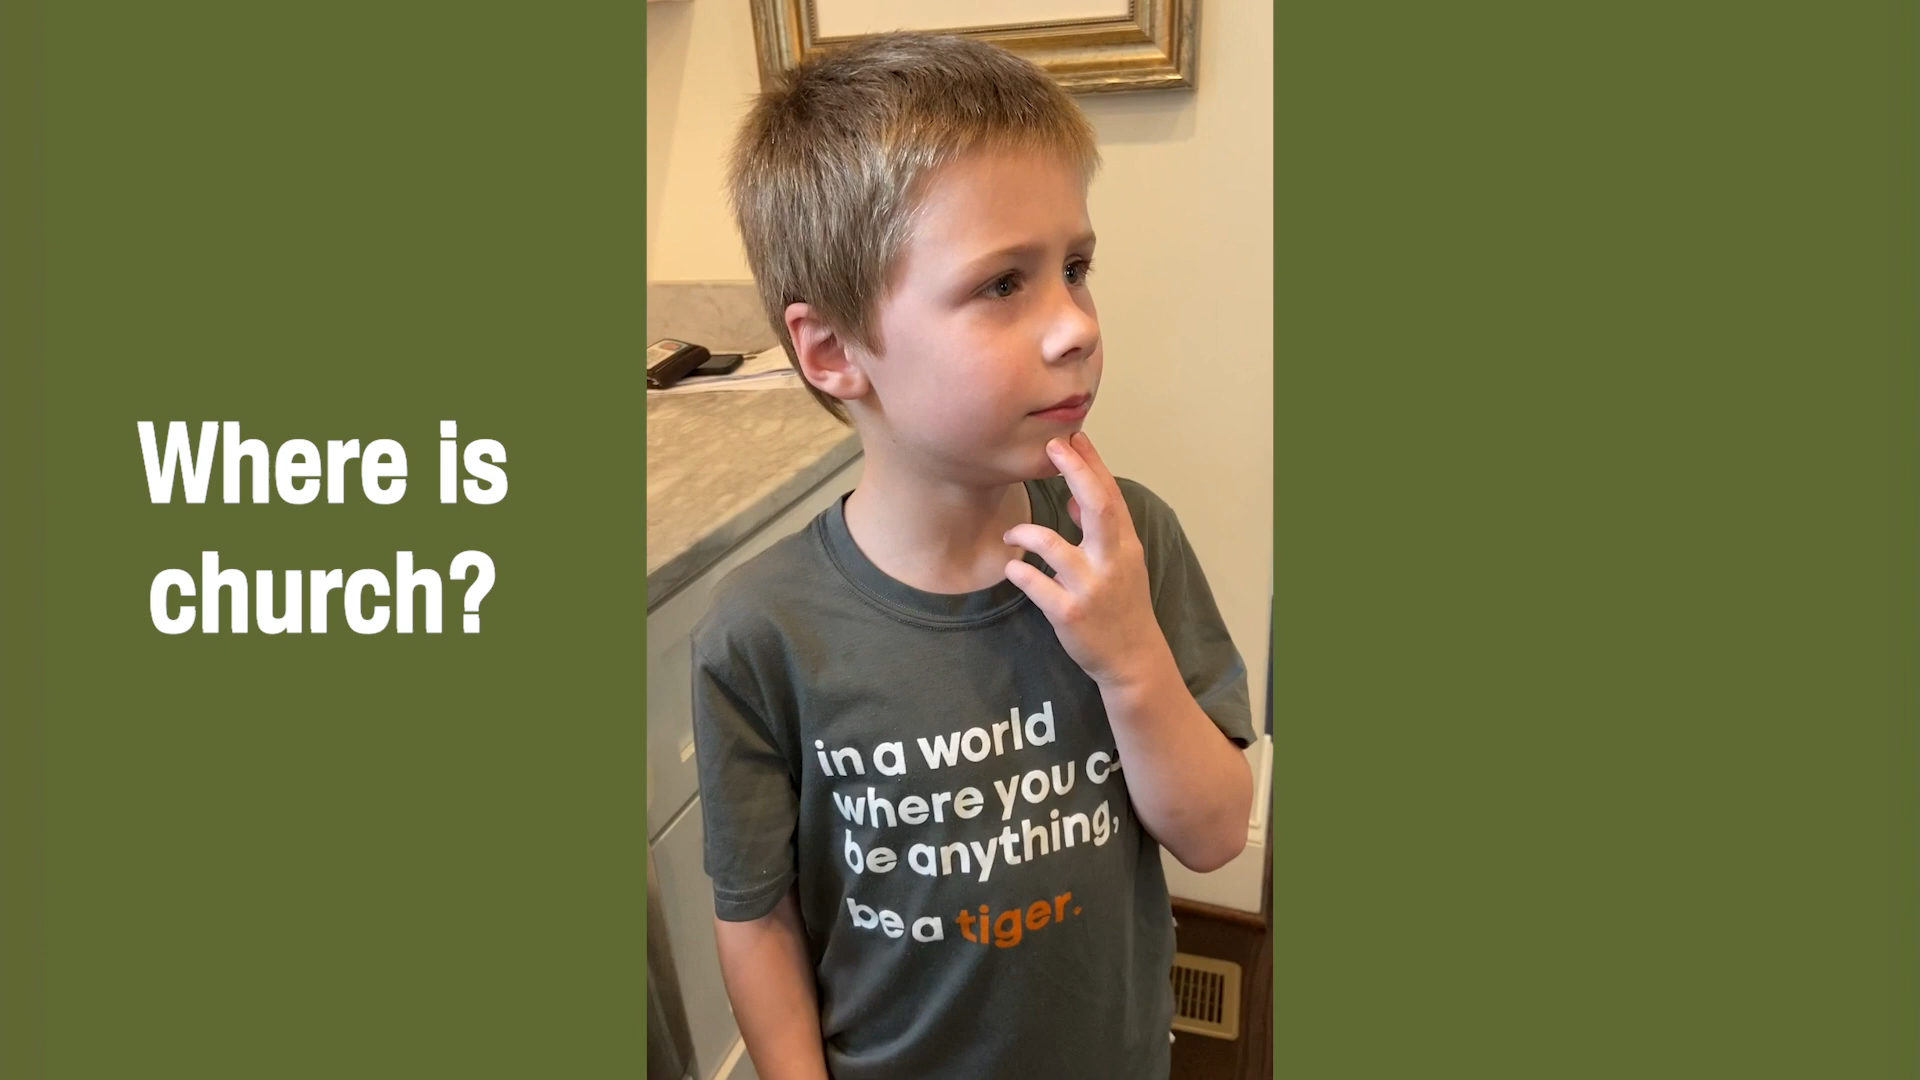 Where is
church?
in a world
where you c
be anything,
be a tiger.